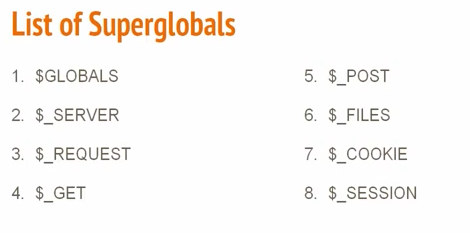 List of Superglobals
1. $GLOBALS
2. $_SERVER
3. $_REQUEST
4. $_GET
5. $_POST
6. $_FILES
7. $_COOKIE
8. $_SESSION